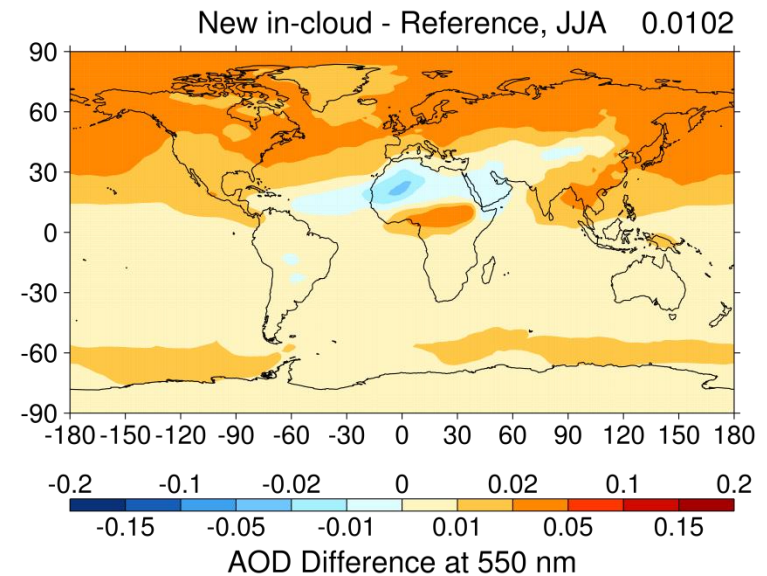 New in-cloud - Reference, JJA 0.0102
90
60
30
0
-30
-60
-90
-180 -150 -120 -90 -60 -30 0 30 60 90 120 150 180
-0.2 -0.1 -0.02 0 0.02 0.1 0.2
-0.15 -0.05 -0.01 0.01 0.05 0.15
AOD Difference at 550 nm